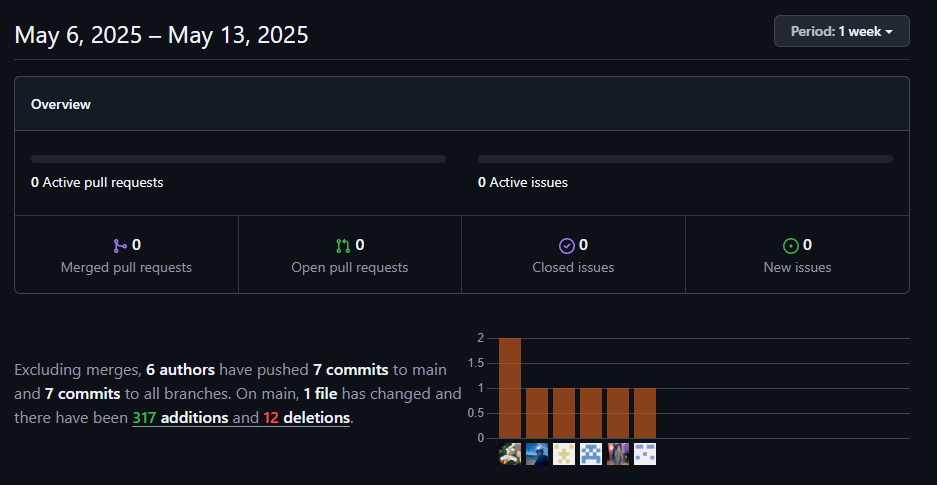 May 6, 2025 – May 13, 2025
Period: 1 week
Overview
0 Active pull requests
0 Active issues
0
Merged pull requests
0
Open pull requests
0
Closed issues
0
New issues
Excluding merges, 6 authors have pushed 7 commits to main
and 7 commits to all branches. On main, 1 file has changed and
there have been 317 additions and 12 deletions.
2
1.5
1
0.5
0